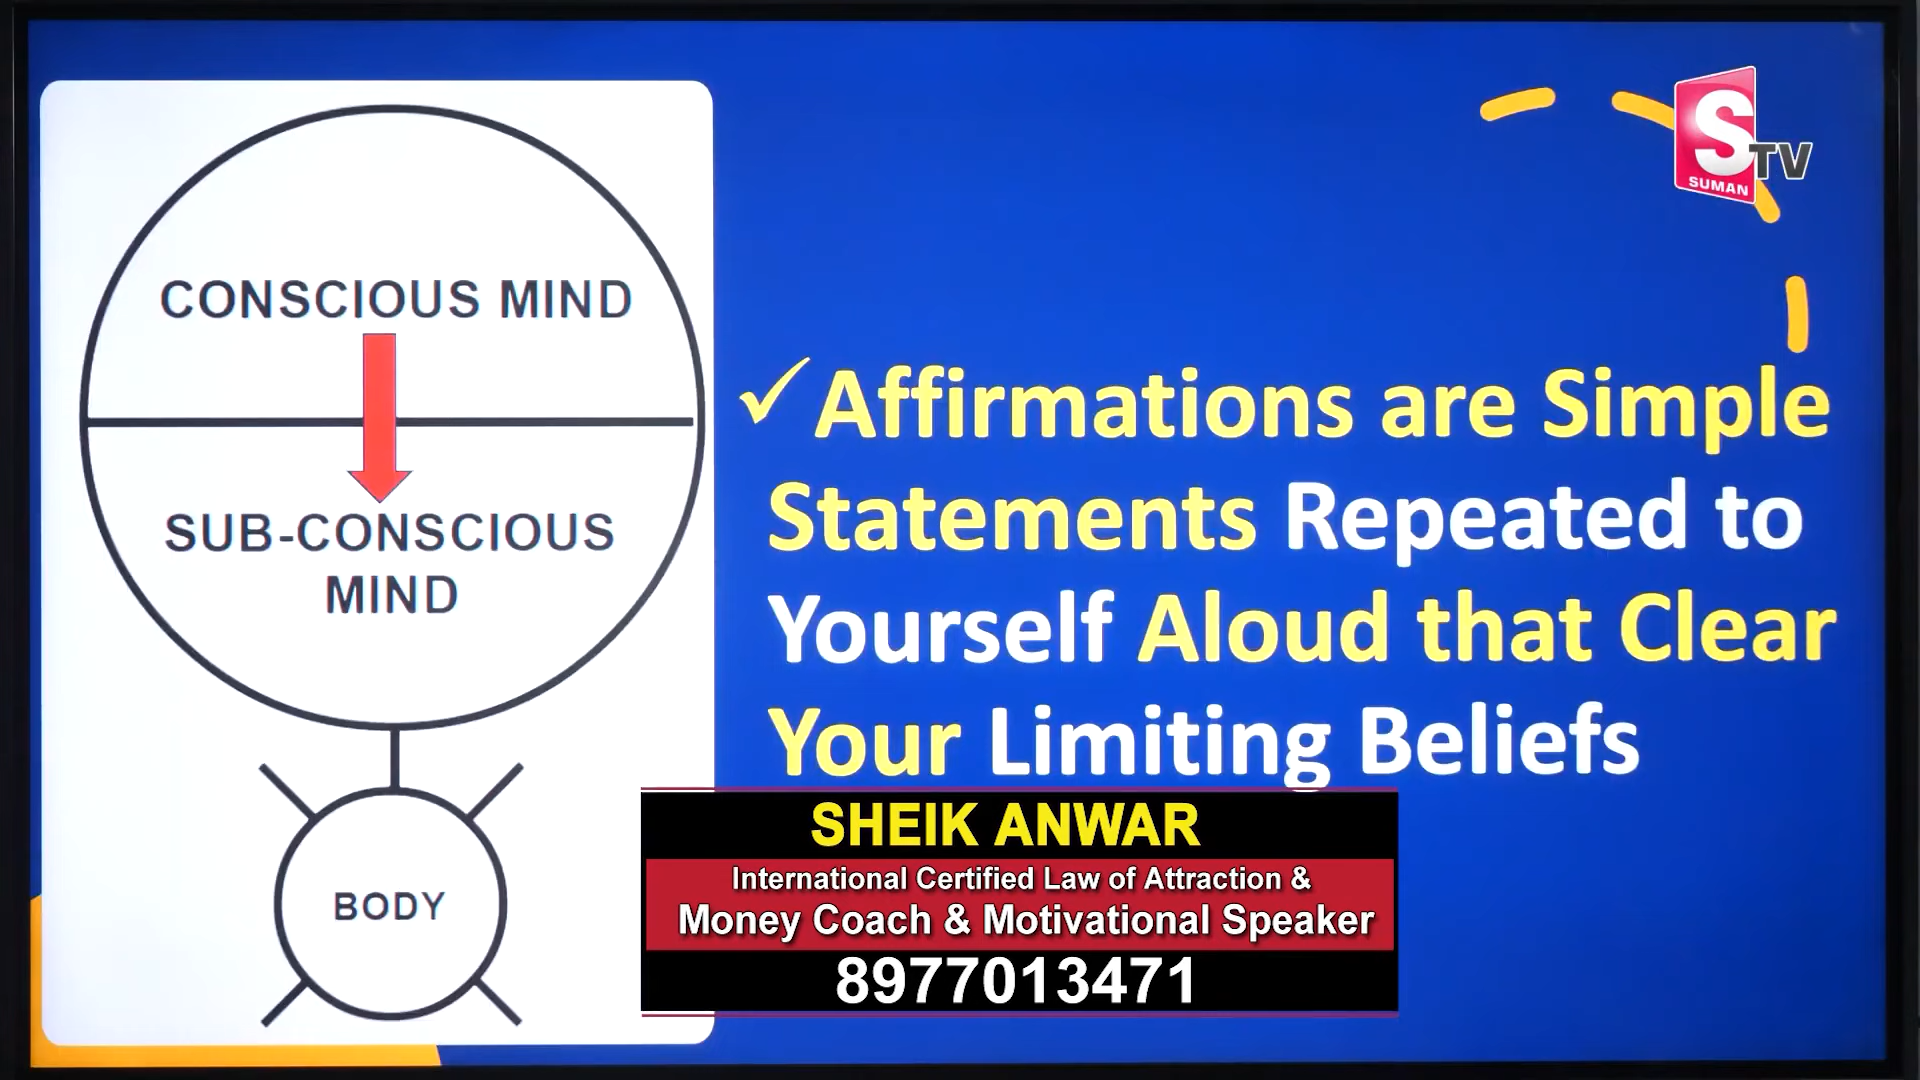 CONSCIOUS MIND
SUB-CONSCIOUS
MIND
BODY
S TV
SUMAN
✓Affirmations are Simple
Statements Repeated to
Yourself Aloud that Clear
Your Limiting Beliefs
SHEIK ANWAR
International Certified Law of Attraction &
Money Coach & Motivational Speaker
8977013471